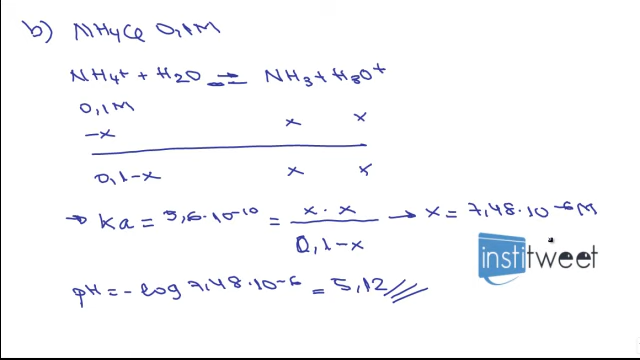 b) NH4Cl 0,1M
NH4+ + H2O ⇌ NH3 + H3O+
0,1M
-x x x
0,1-x x x
→ Ka = 5,6·10-10 = x·x / 0,1-x → x = 7,48·10-6 M
institweet
pH = -log 7,48·10-6 = 5,12